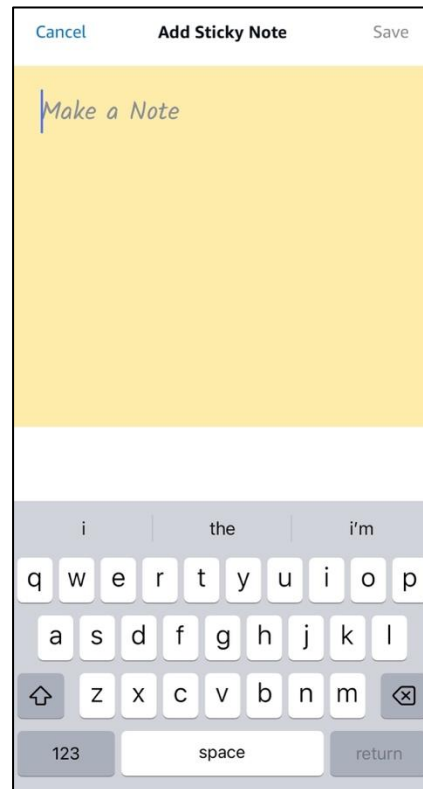 Cancel Add Sticky Note Save
Make a Note
i the i'm
q w e r t y u i o p
a s d f g h j k l
z x c v b n m
123 space return